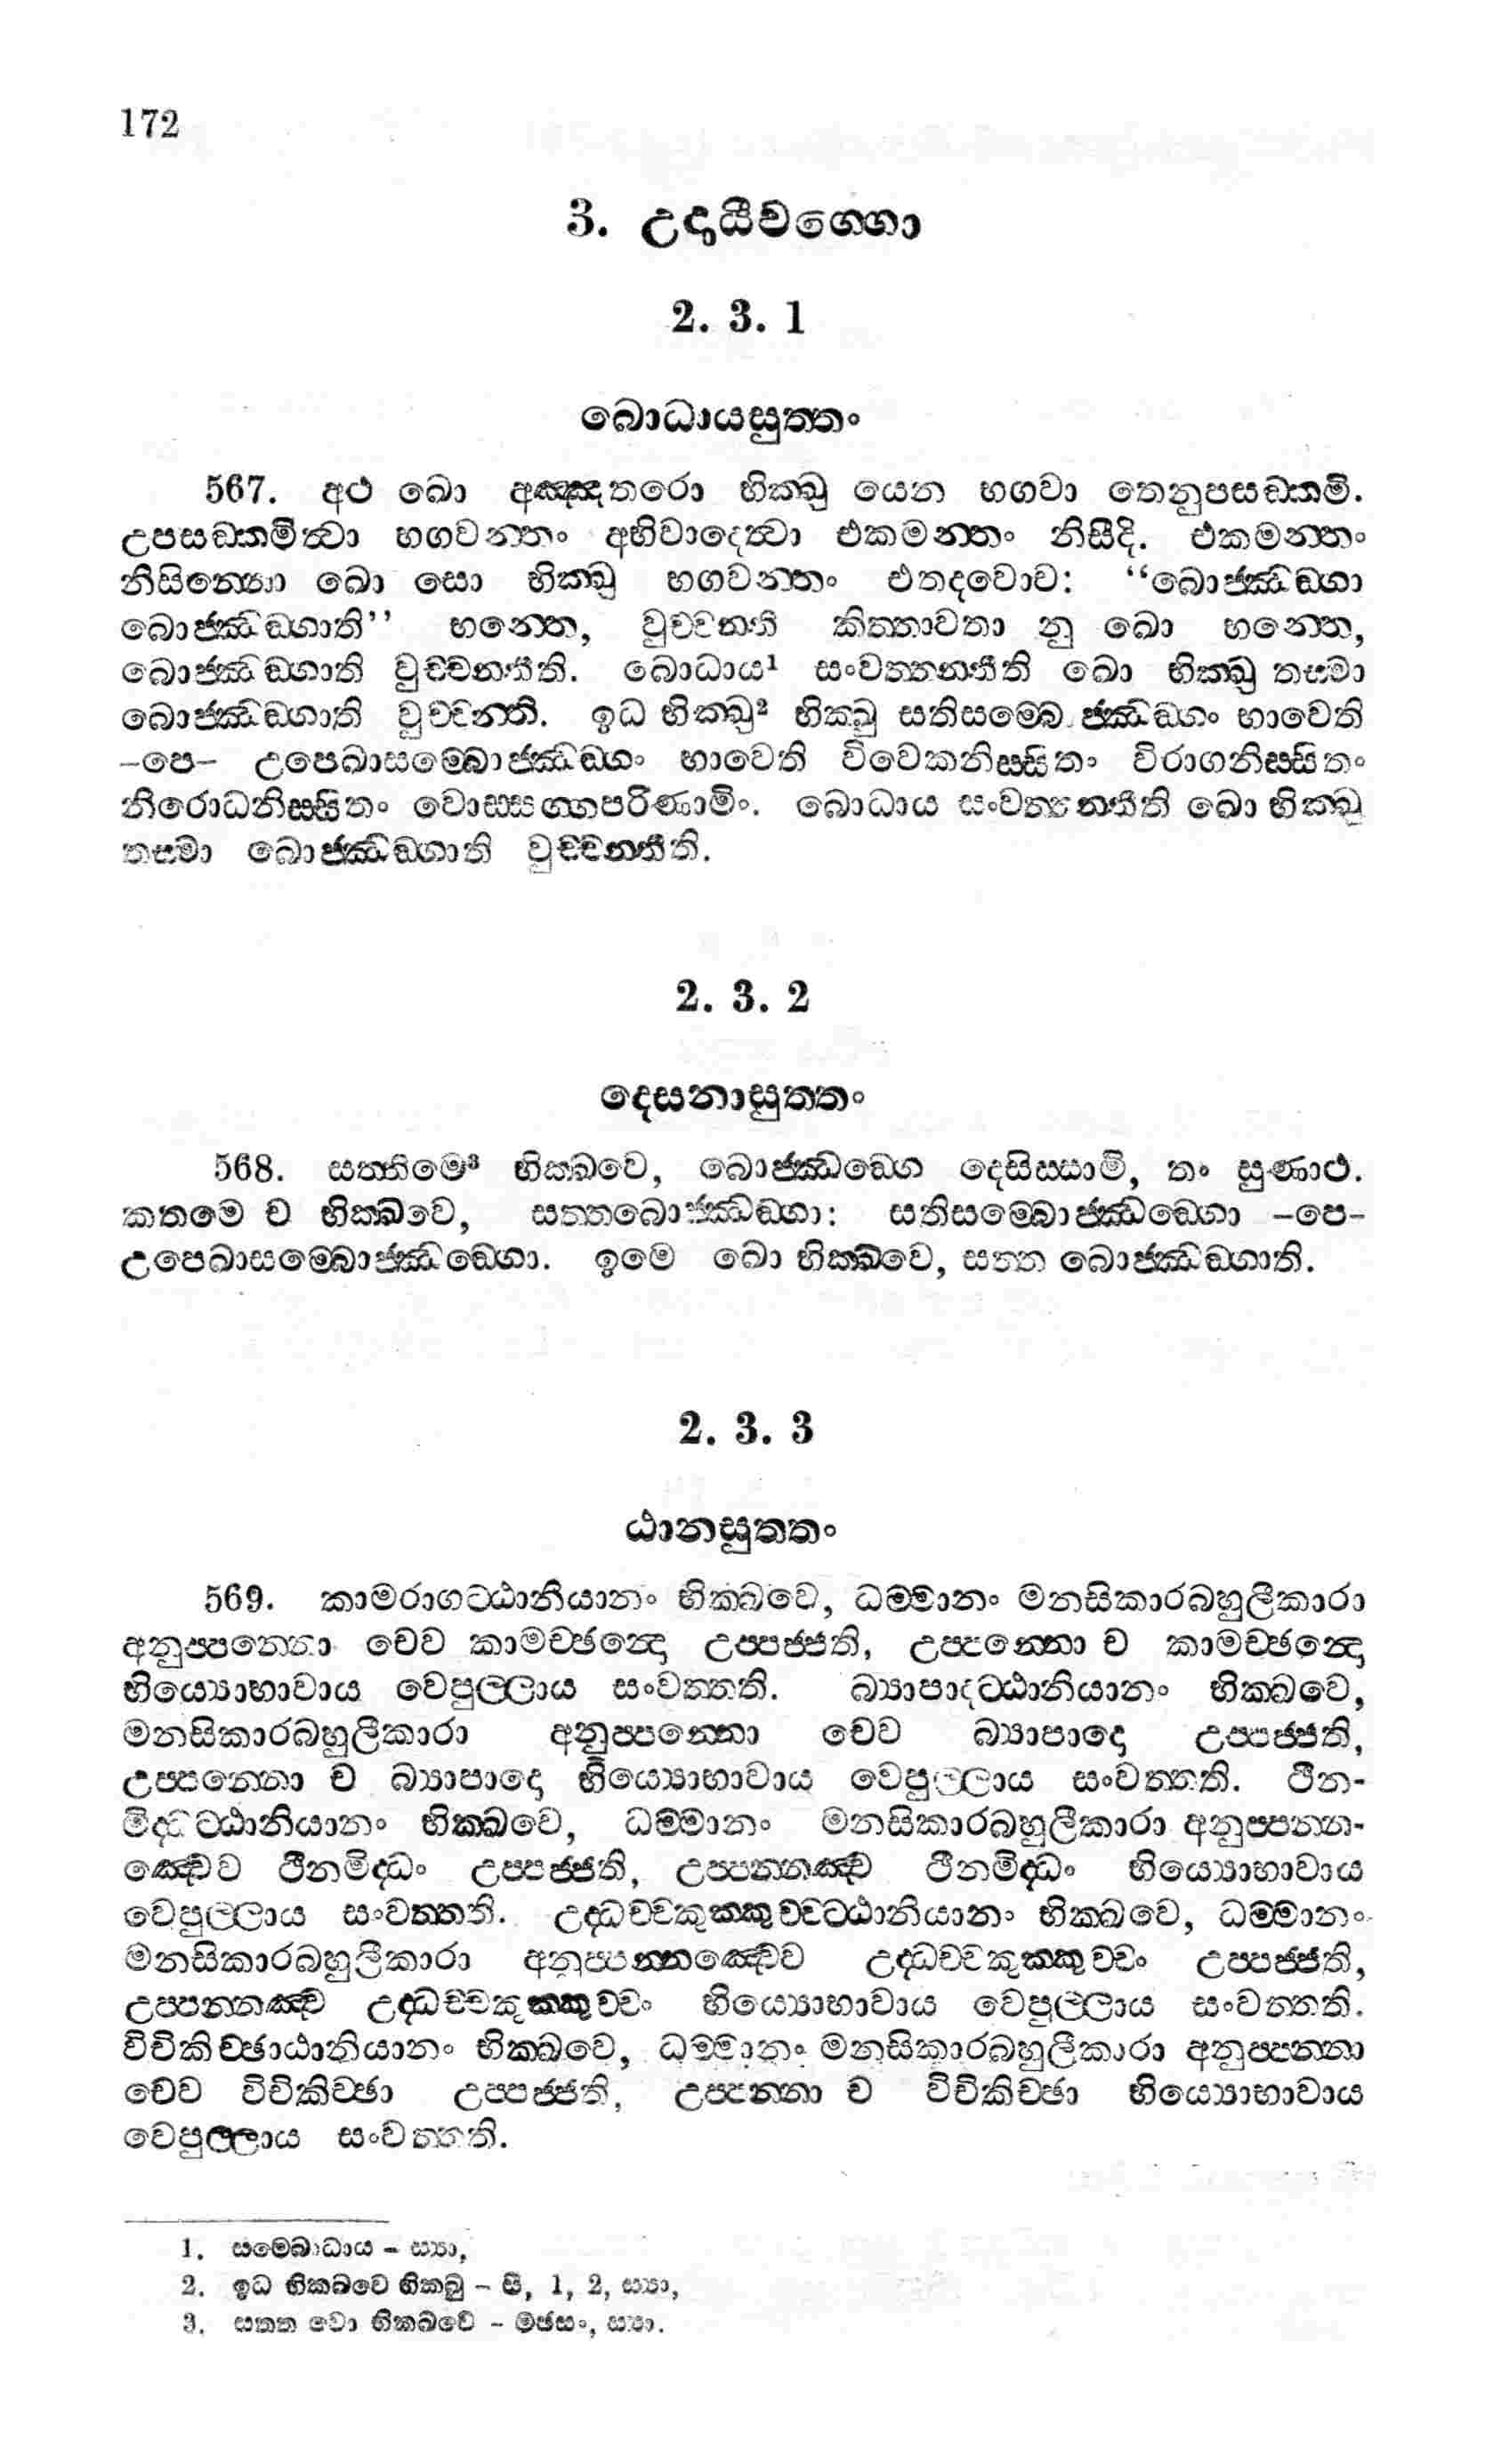 172
3. උදායීවග්ගො
2. 3. 1
බොධායසුත්තං
567. අථ ඛො අඤ්ඤතරො භික්ඛු යෙන භගවා තෙනුපසඞ්කමි.
උපසඞ්කමිත්වා භගවන්තං අභිවාදෙත්වා එකමන්තං නිසීදි. එකමන්තං
නිසින්නො ඛො සො භික්ඛු භගවන්තං එතදවොච: “බොජ්ඣඞ්ගා
බොජ්ඣඞ්ගාති’’ භන්තෙ, වුච්චන්ති කිත්තාවතා නු ඛො භන්තෙ,
බොජ්ඣඞ්ගාති වුච්චන්තීති. බොධාය¹ සංවත්තන්තීති ඛො භික්ඛු තස්මා
බොජ්ඣඞ්ගාති වුච්චන්ති. ඉධ භික්ඛු² භික්ඛු සතිසම්බොජ්ඣඞ්ගං භාවෙති
–පෙ– උපෙඛාසම්බොජ්ඣඞ්ගං භාවෙති විවෙකනිස්සිතං විරාගනිස්සිතං
නිරොධනිස්සිතං වොස්සග්ගපරිණාමිං. බොධාය සංවත්තන්තීති ඛො භික්ඛු
තස්මා බොජ්ඣඞ්ගාති වුච්චන්තීති.
2. 3. 2
දෙසනාසුත්තං
568. සත්තිමෙ³ භික්ඛවෙ, බොජ්ඣඞ්ගෙ දෙසිස්සාමි, තං සුණාථ.
කතමෙ ච භික්ඛවෙ, සත්තබොජ්ඣඞ්ගා: සතිසම්බොජ්ඣඞ්ගො –පෙ–
උපෙඛාසම්බොජ්ඣඞ්ගො. ඉමෙ ඛො භික්ඛවෙ, සත්ත බොජ්ඣඞ්ගාති.
2. 3. 3
ඨානසුත්තං
569. කාමරාගට්ඨානීයානං භික්ඛවෙ, ධම්මානං මනසිකාරබහුලීකාරා
අනුප්පන්නො චෙව කාමච්ඡන්දො උප්පජ්ජති, උප්පන්නො ච කාමච්ඡන්දො
භිය්‍යොභාවාය වෙපුල්ලාය සංවත්තති. බ්‍යාපාදට්ඨානියානං භික්ඛවෙ,
මනසිකාරබහුලීකාරා අනුප්පන්නො චෙව බ්‍යාපාදො උප්පජ්ජති,
උප්පන්නො ච බ්‍යාපාදො භිය්‍යොභාවාය වෙපුල්ලාය සංවත්තති. ථීන-
මිද්ධට්ඨානියානං භික්ඛවෙ, ධම්මානං මනසිකාරබහුලීකාරා අනුප්පන්න-
ඤ්චෙව ථීනමිද්ධං උප්පජ්ජති, උප්පන්නඤ්ච ථීනමිද්ධං භිය්‍යොභාවාය
වෙපුල්ලාය සංවත්තති. උද්ධච්චකුක්කුච්චට්ඨානියානං භික්ඛවෙ, ධම්මානං
මනසිකාරබහුලීකාරා අනුප්පන්නඤ්චෙව උද්ධච්චකුක්කුච්චං උප්පජ්ජති,
උප්පන්නඤ්ච උද්ධච්චකුක්කුච්චං භිය්‍යොභාවාය වෙපුල්ලාය සංවත්තති.
විචිකිච්ඡාඨානියානං භික්ඛවෙ, ධම්මානං මනසිකාරබහුලීකාරා අනුප්පන්නා
චෙව විචිකිච්ඡා උප්පජ්ජති, උප්පන්නා ච විචිකිච්ඡා භිය්‍යොභාවාය
වෙපුල්ලාය සංවත්තති.
1. සම්බොධාය – ස්‍යා,
2. ඉධ භික්ඛවෙ භික්ඛු – සී, 1, 2, ස්‍යා,
3. සත්ත වො භික්ඛවෙ – මජසං, ස්‍යා.